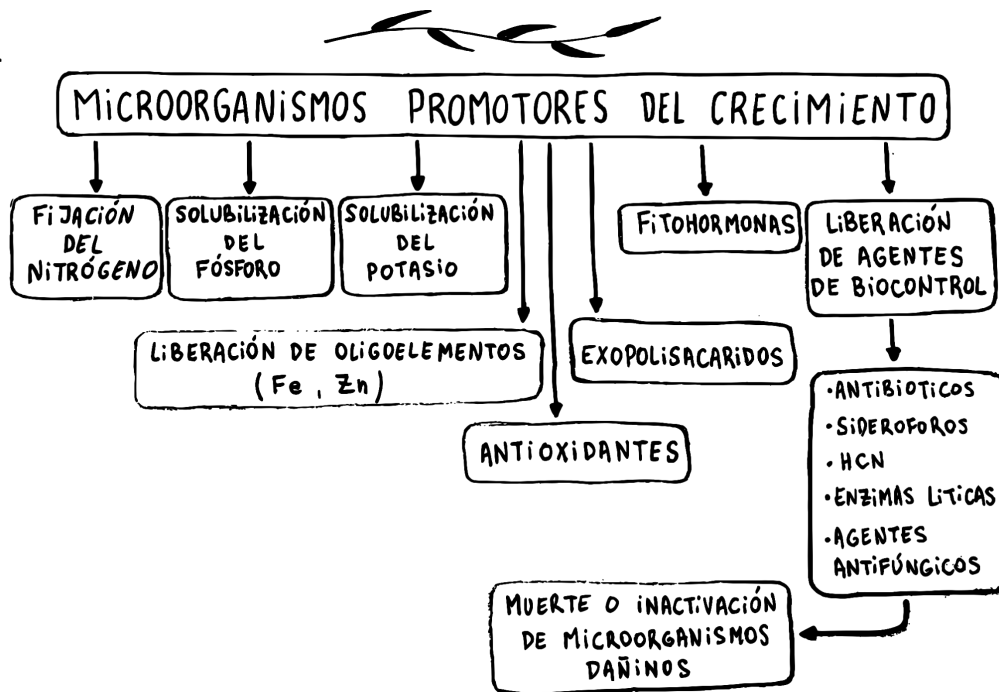 MiCROORGANiSMOS PROMOTORES DEL CRECiMiENTO
FiJACiÓN
DEL
NiTRÓGENO
SOLUBiLiZACiÓN
DEL
FÓSFORO
SOLUBiLiZACiÓN
DEL
POTASiO
LiBERACiÓN DE OLiGOELEMENTOS
(Fe, Zn)
ANTiOXiDANTES
EXOPOLiSACARiDOS
FiTOHORMONAS
LiBERACiÓN
DE AGENTES
DE BiOCONTROL
·ANTiBiOTiCOS
·SiDEROFOROS
·HCN
·ENZiMAS LiTiCAS
·AGENTES
ANTiFÚNGiCOS
MUERTE O iNACTiVACiÓN
DE MiCROORGANiSMOS
DAÑiNOS